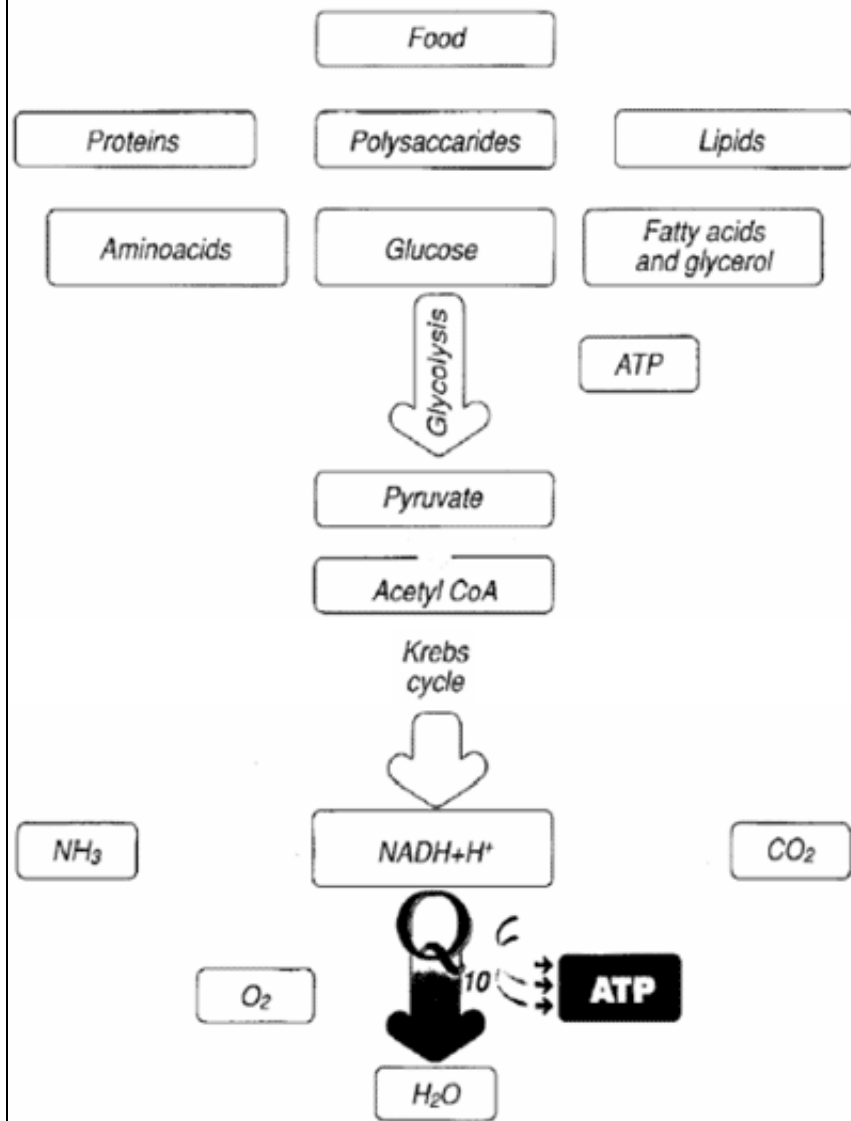 Food
Proteins
Polysaccarides
Lipids
Aminoacids
Glucose
Fatty acids
and glycerol
Glycolysis
ATP
Pyruvate
Acetyl CoA
Krebs
cycle
NH₃
NADH+H⁺
CO₂
Q10
O₂
ATP
H₂O